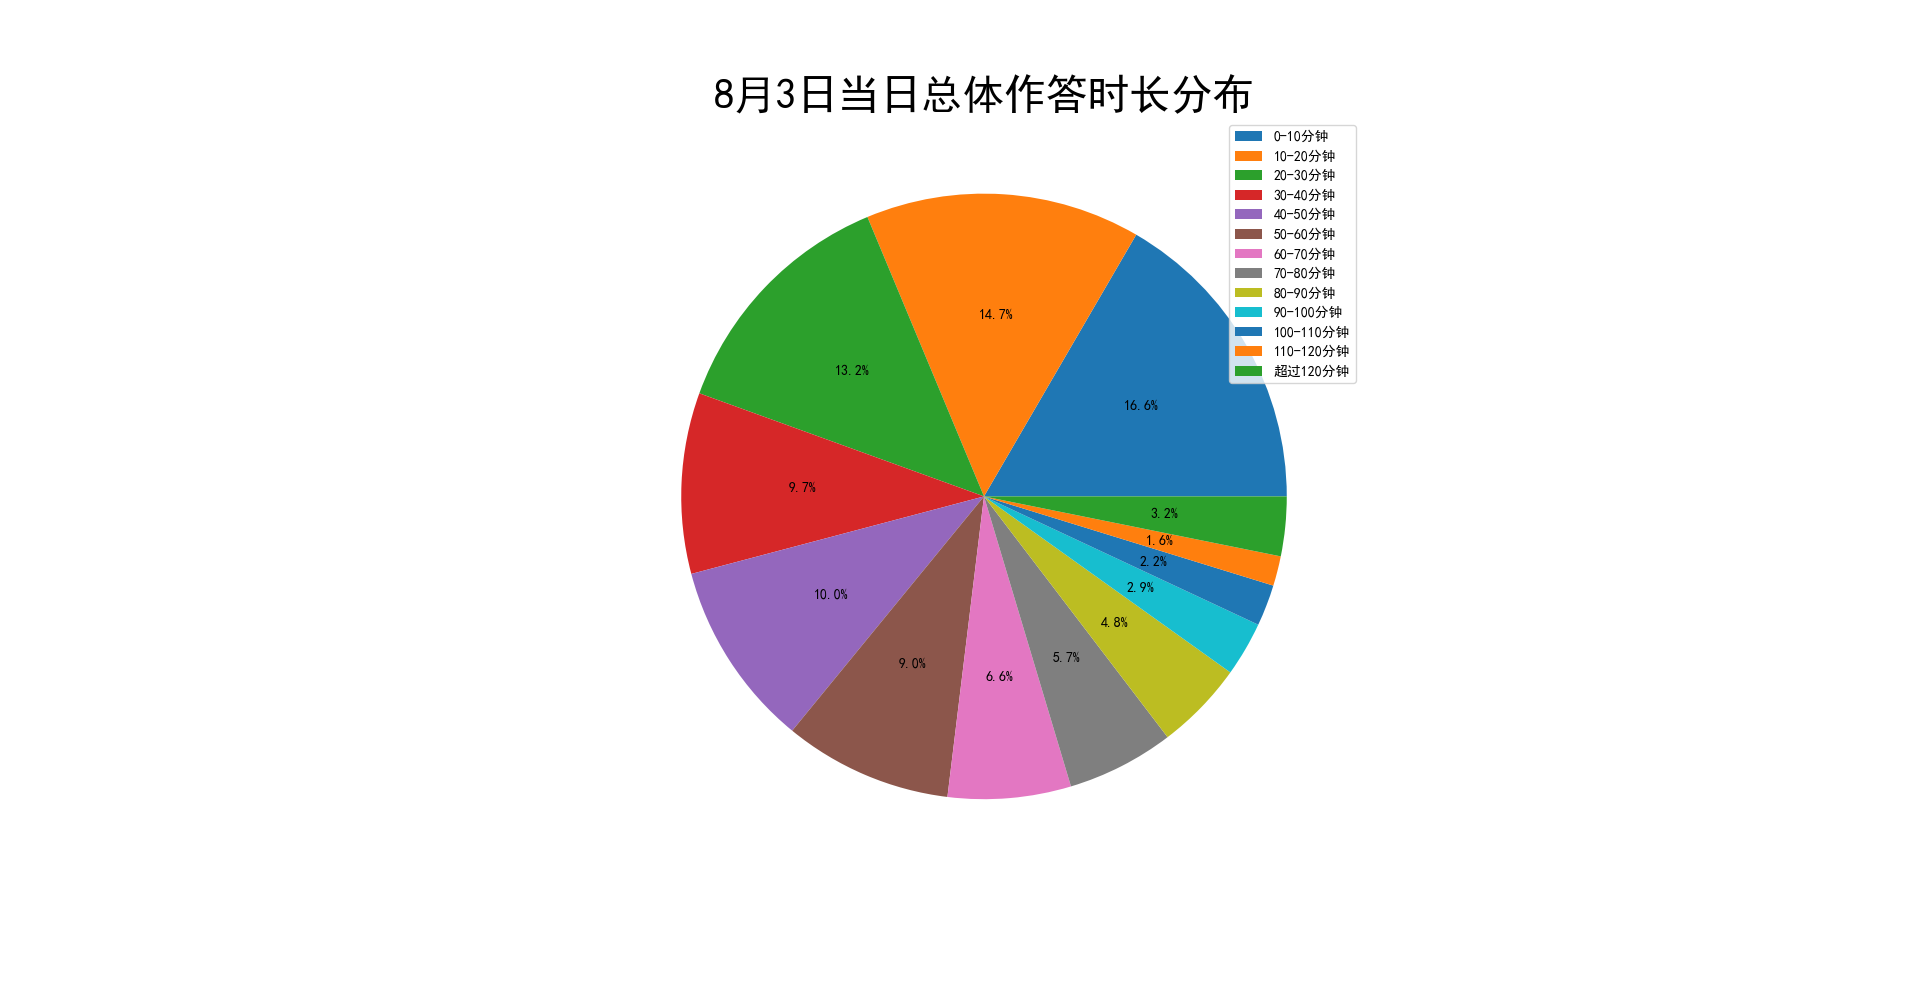 8月3日当日总体作答时长分布
0-10分钟
10-20分钟
20-30分钟
30-40分钟
40-50分钟
50-60分钟
60-70分钟
70-80分钟
80-90分钟
90-100分钟
100-110分钟
110-120分钟
超过120分钟
14.7%
13.2%
16.6%
9.7%
3.2%
1.6%
2.2%
2.9%
10.0%
4.8%
9.0%
5.7%
6.6%